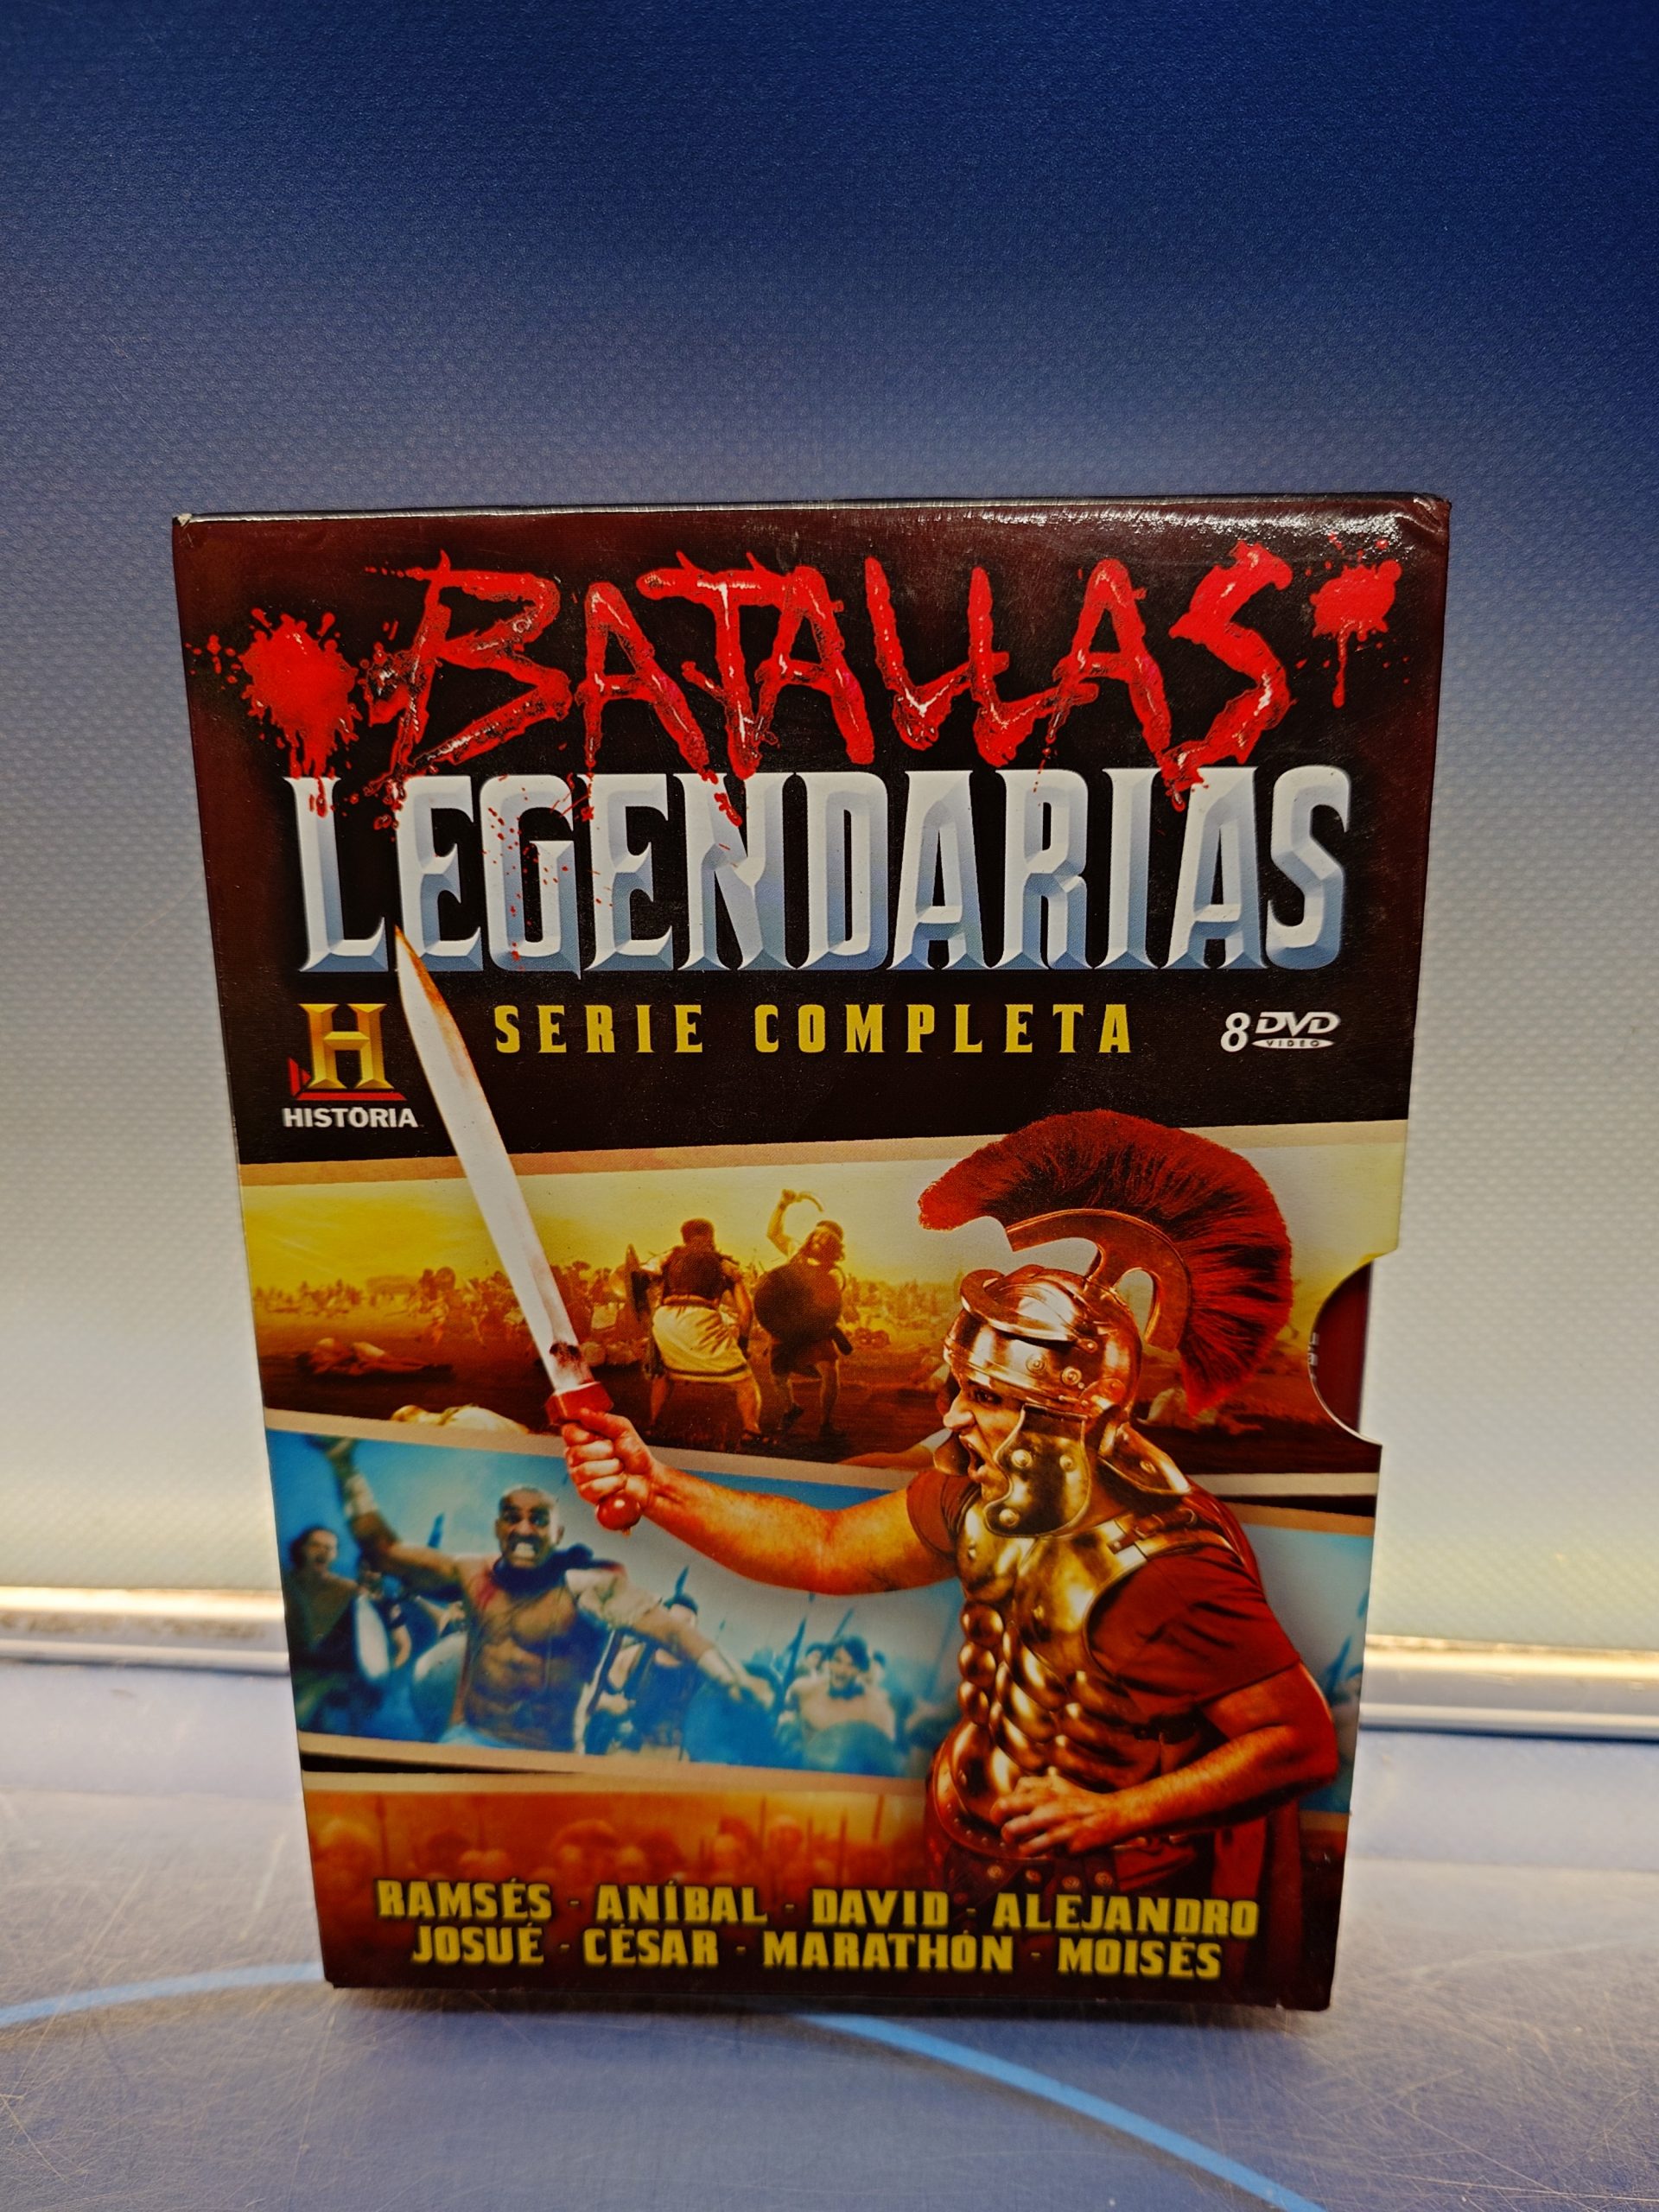 BATALLAS
LEGENDARIAS
SERIE COMPLETA
8 DVD
VIDEO
H
HISTORIA
RAMSÉS - ANÍBAL - DAVID - ALEJANDRO
JOSUÉ - CÉSAR - MARATHÓN - MOISÉS